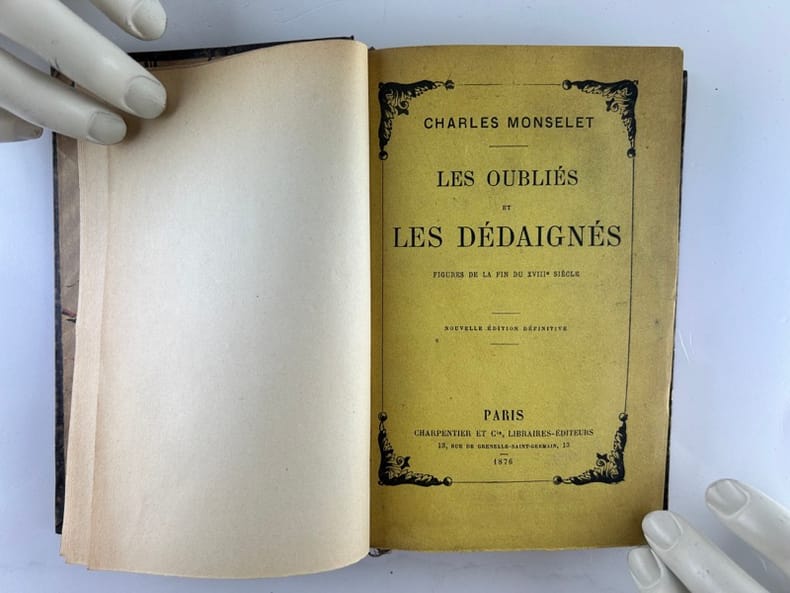 CHARLES MONSELET
LES OUBLIÉS
ET
LES DÉDAIGNÉS
FIGURES DE LA FIN DU XVIIIᵉ SIÈCLE
NOUVELLE ÉDITION DÉFINITIVE
PARIS
CHARPENTIER ET Cⁱᵉ, LIBRAIRES-ÉDITEURS
13, RUE DE GRENELLE-SAINT-GERMAIN, 13
1876